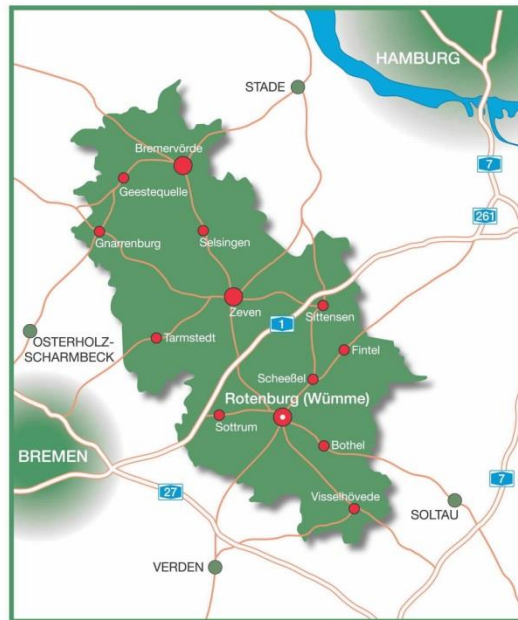 HAMBURG
STADE
Bremervörde
7
Geestequelle
261
Gnarrenburg
Selsingen
Zeven
Sittensen
1
OSTERHOLZ-
SCHARMBECK
Tarmstedt
Fintel
Scheeßel
Rotenburg (Wümme)
Sottrum
BREMEN
Bothel
7
27
Visselhövede
SOLTAU
VERDEN